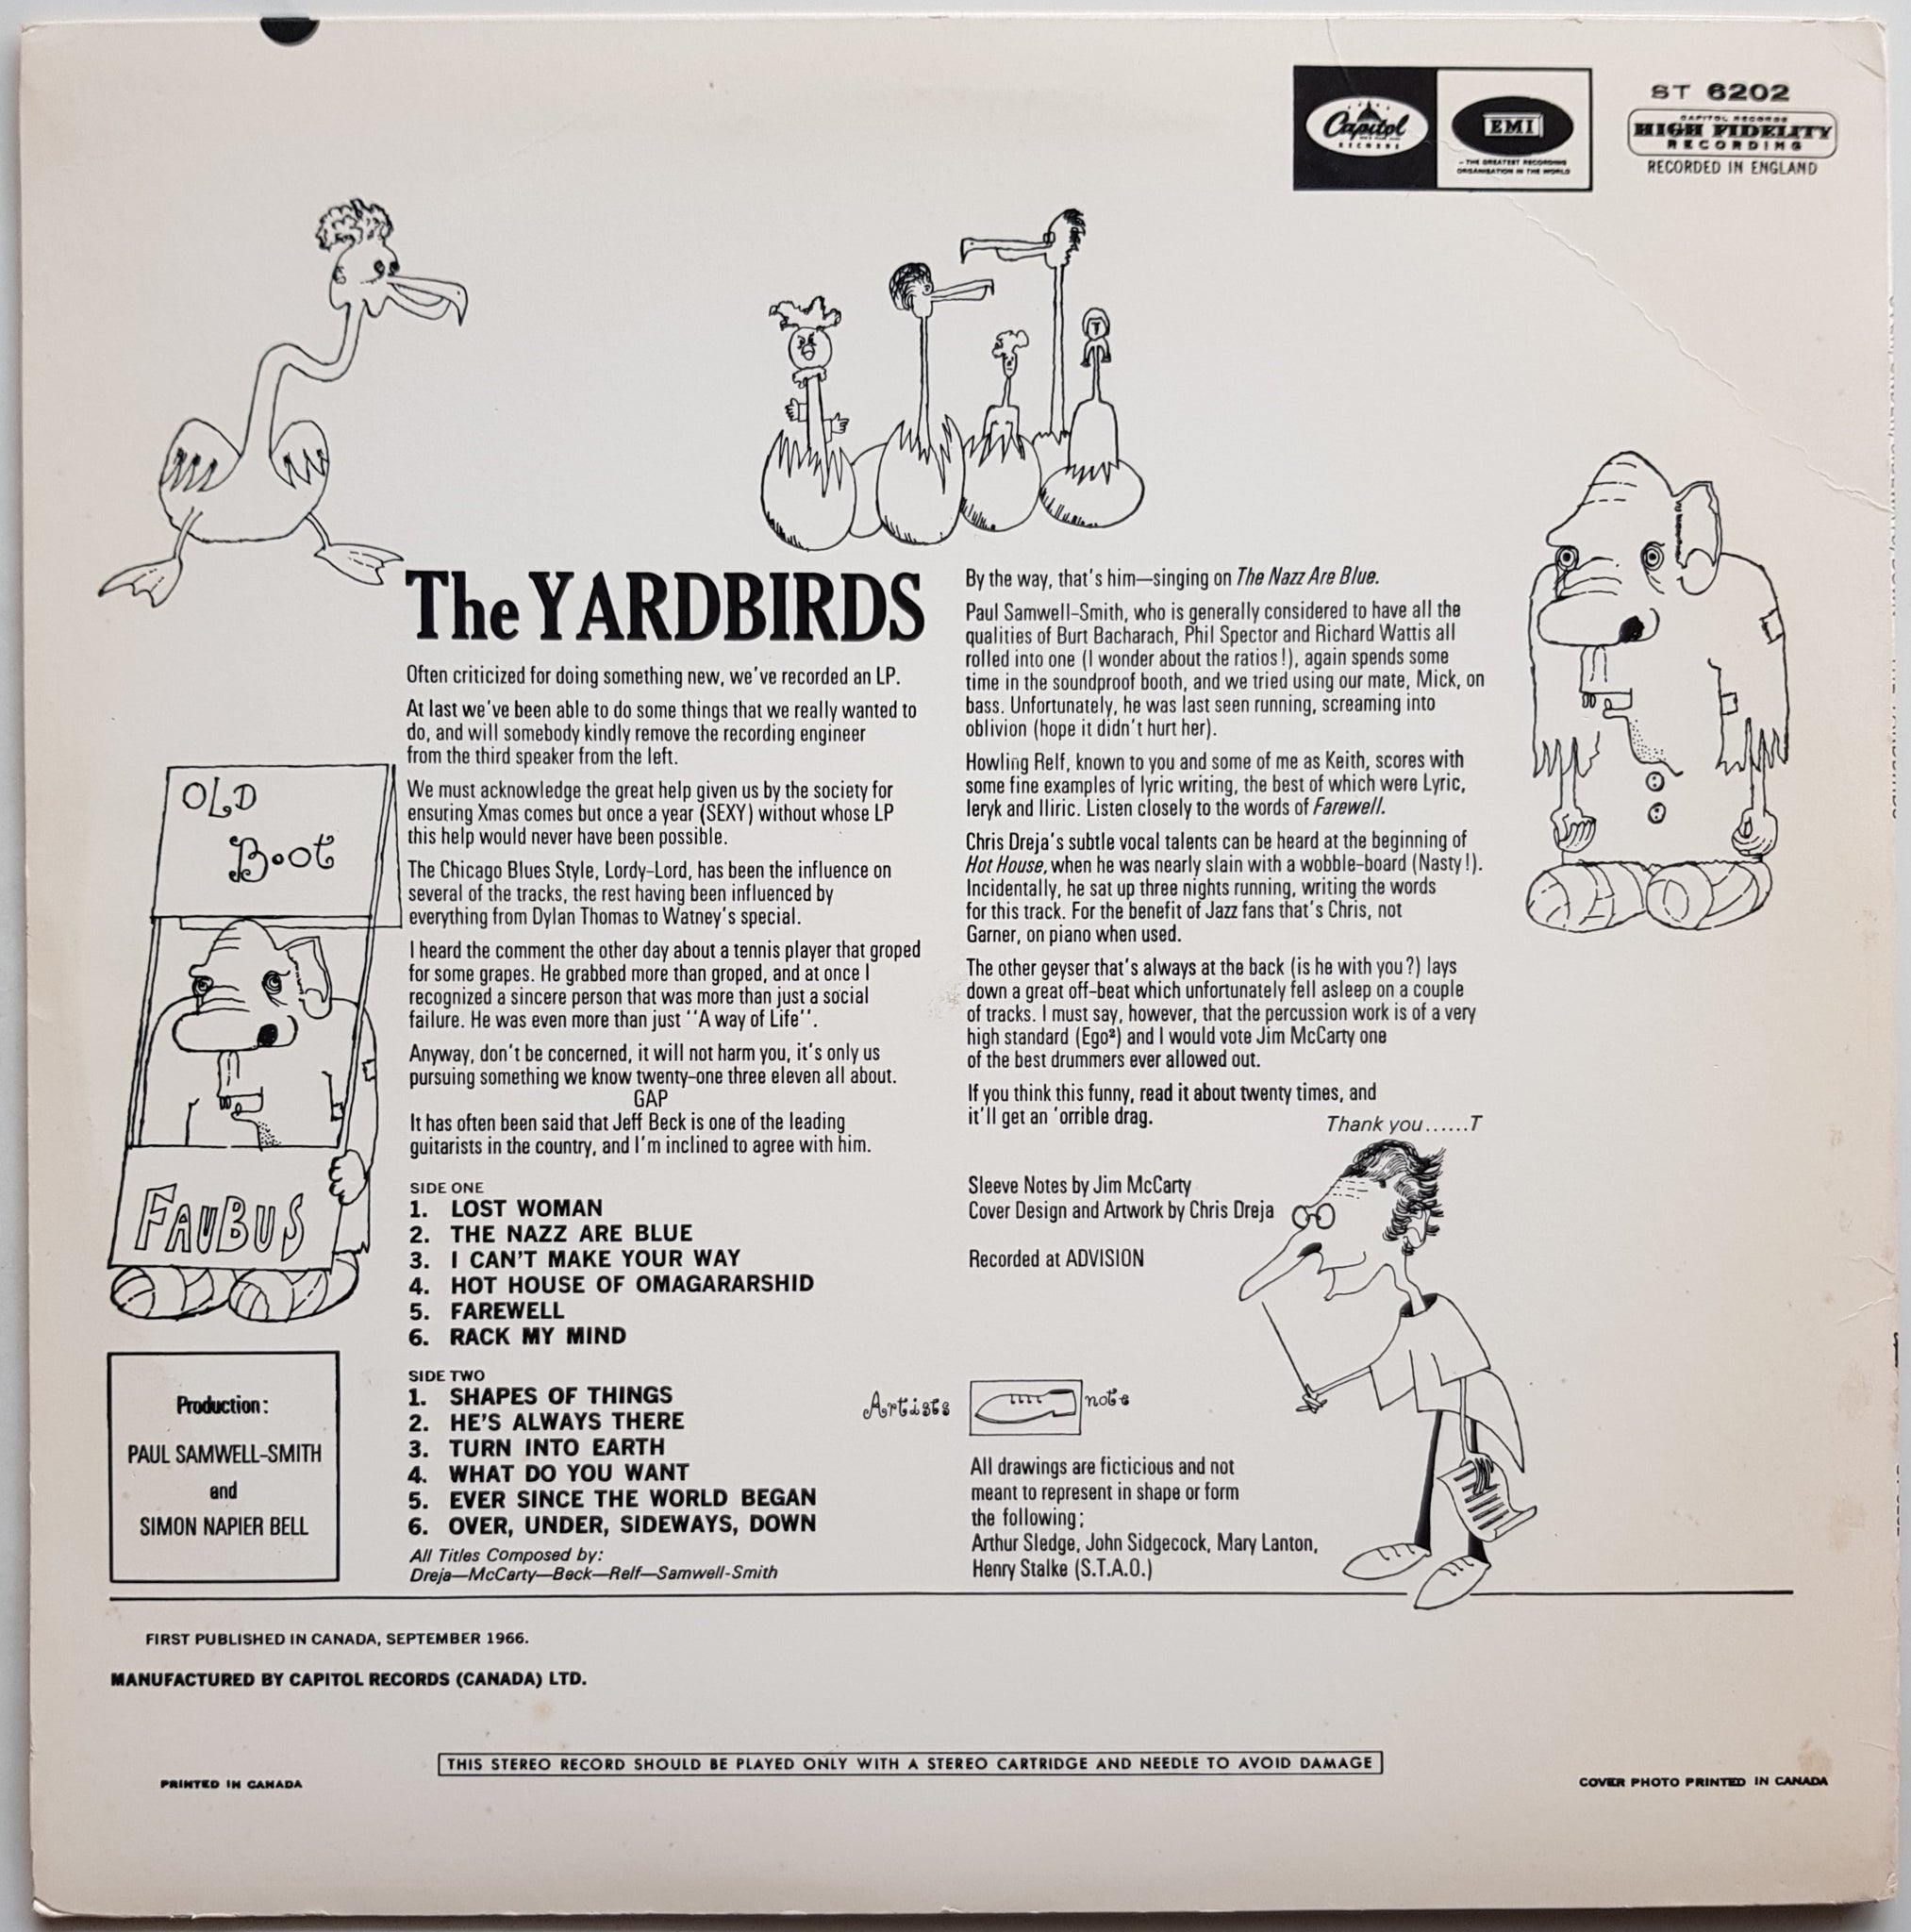 Capitol
RECORDS
EMI
– THE GREATEST RECORDING
ORGANISATION IN THE WORLD
ST 6202
CAPITOL RECORDS
HIGH FIDELITY
RECORDING
RECORDED IN ENGLAND
The YARDBIRDS
Often criticized for doing something new, we've recorded an LP.
At last we've been able to do some things that we really wanted to
do, and will somebody kindly remove the recording engineer
from the third speaker from the left.
We must acknowledge the great help given us by the society for
ensuring Xmas comes but once a year (SEXY) without whose LP
this help would never have been possible.
The Chicago Blues Style, Lordy-Lord, has been the influence on
several of the tracks, the rest having been influenced by
everything from Dylan Thomas to Watney's special.
I heard the comment the other day about a tennis player that groped
for some grapes. He grabbed more than groped, and at once I
recognized a sincere person that was more than just a social
failure. He was even more than just ''A way of Life''.
Anyway, don't be concerned, it will not harm you, it's only us
pursuing something we know twenty-one three eleven all about.
GAP
It has often been said that Jeff Beck is one of the leading
guitarists in the country, and I'm inclined to agree with him.
By the way, that's him—singing on The Nazz Are Blue.
Paul Samwell-Smith, who is generally considered to have all the
qualities of Burt Bacharach, Phil Spector and Richard Wattis all
rolled into one (I wonder about the ratios!), again spends some
time in the soundproof booth, and we tried using our mate, Mick, on
bass. Unfortunately, he was last seen running, screaming into
oblivion (hope it didn't hurt her).
Howling Relf, known to you and some of me as Keith, scores with
some fine examples of lyric writing, the best of which were Lyric,
leryk and Iliric. Listen closely to the words of Farewell.
Chris Dreja's subtle vocal talents can be heard at the beginning of
Hot House, when he was nearly slain with a wobble-board (Nasty!).
Incidentally, he sat up three nights running, writing the words
for this track. For the benefit of Jazz fans that's Chris, not
Garner, on piano when used.
The other geyser that's always at the back (is he with you?) lays
down a great off-beat which unfortunately fell asleep on a couple
of tracks. I must say, however, that the percussion work is of a very
high standard (Ego²) and I would vote Jim McCarty one
of the best drummers ever allowed out.
If you think this funny, read it about twenty times, and
it'll get an 'orrible drag.
Thank you......T
OLD
Boot
FAUBUS
SIDE ONE
1. LOST WOMAN
2. THE NAZZ ARE BLUE
3. I CAN'T MAKE YOUR WAY
4. HOT HOUSE OF OMAGARARSHID
5. FAREWELL
6. RACK MY MIND
SIDE TWO
1. SHAPES OF THINGS
2. HE'S ALWAYS THERE
3. TURN INTO EARTH
4. WHAT DO YOU WANT
5. EVER SINCE THE WORLD BEGAN
6. OVER, UNDER, SIDEWAYS, DOWN
All Titles Composed by:
Dreja—McCarty—Beck—Relf—Samwell-Smith
Sleeve Notes by Jim McCarty
Cover Design and Artwork by Chris Dreja
Recorded at ADVISION
Artists note
All drawings are ficticious and not
meant to represent in shape or form
the following;
Arthur Sledge, John Sidgecock, Mary Lanton,
Henry Stalke (S.T.A.O.)
Production:
PAUL SAMWELL-SMITH
and
SIMON NAPIER BELL
FIRST PUBLISHED IN CANADA, SEPTEMBER 1966.
MANUFACTURED BY CAPITOL RECORDS (CANADA) LTD.
THIS STEREO RECORD SHOULD BE PLAYED ONLY WITH A STEREO CARTRIDGE AND NEEDLE TO AVOID DAMAGE
PRINTED IN CANADA
COVER PHOTO PRINTED IN CANADA